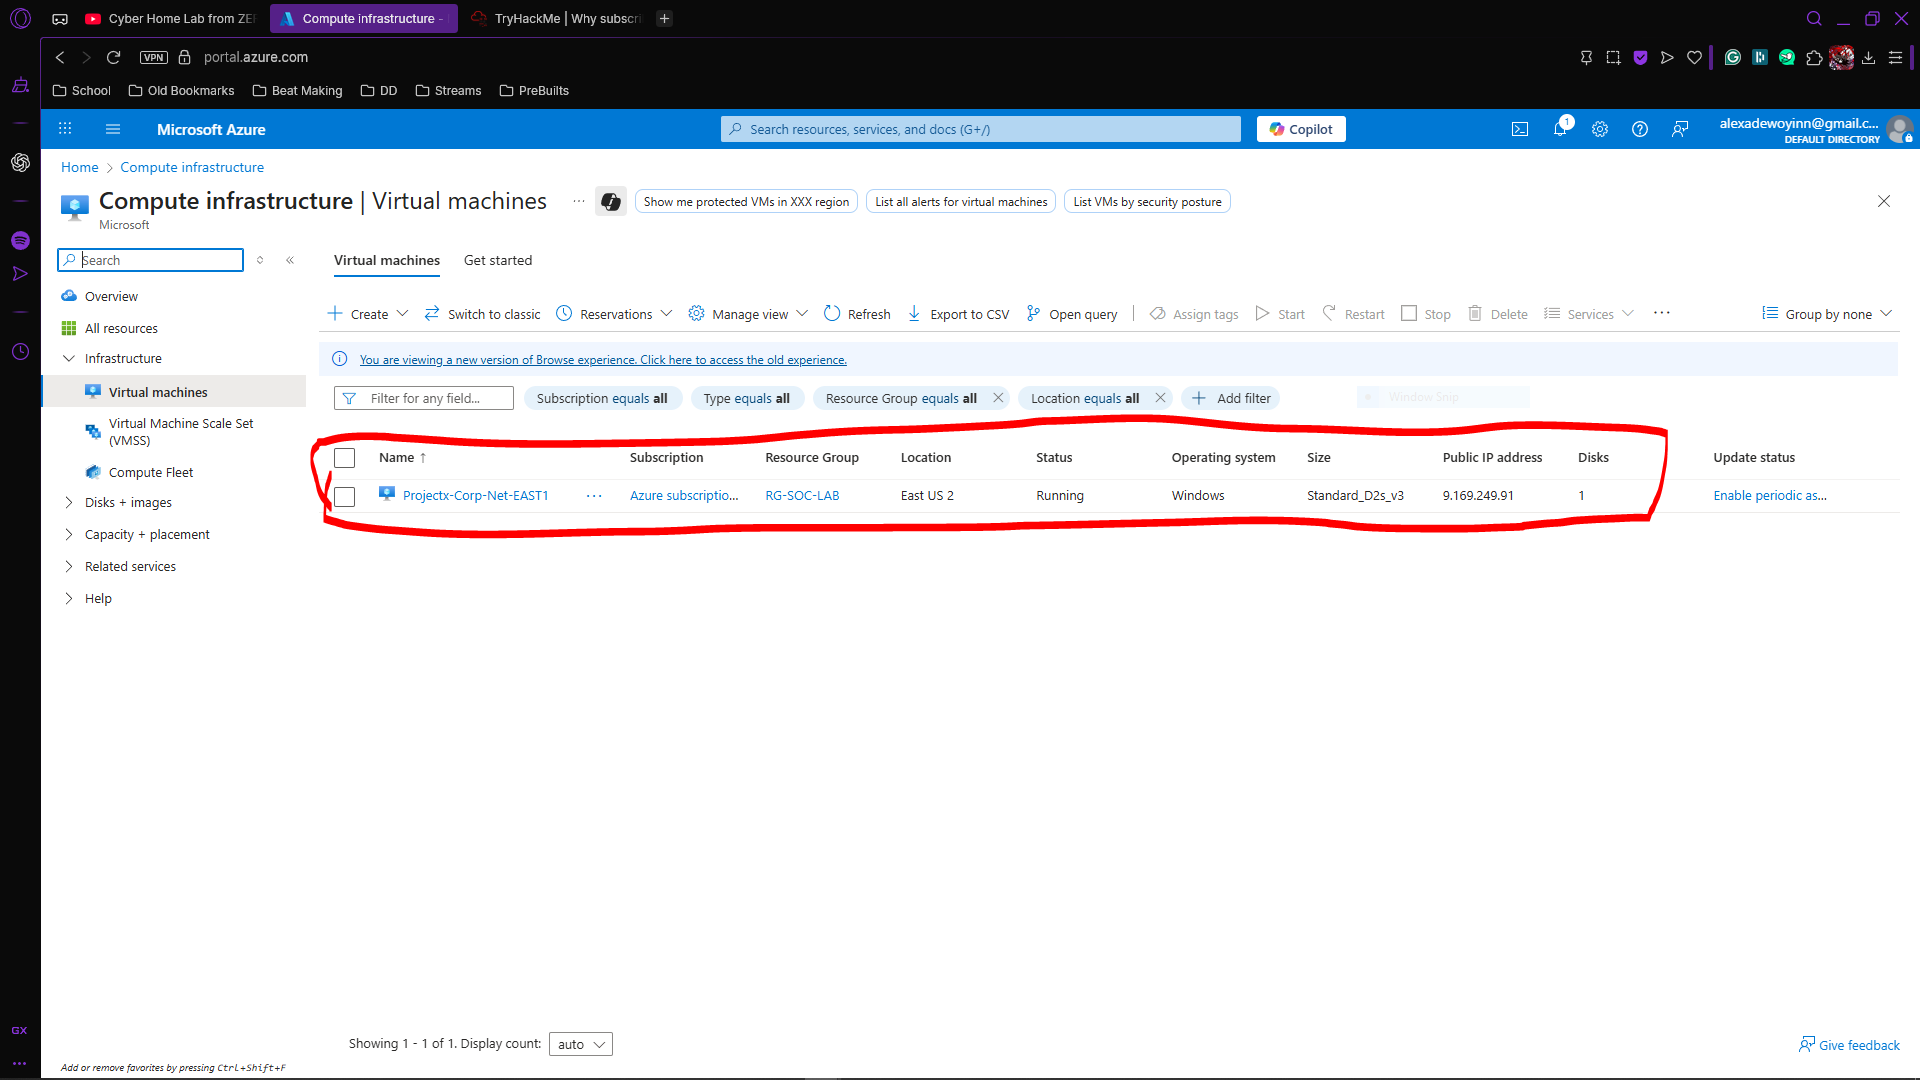 Cyber Home Lab from ZE
Compute infrastructure -
TryHackMe | Why subscri
VPN
portal.azure.com
School
Old Bookmarks
Beat Making
DD
Streams
PreBuilts
Microsoft Azure
Search resources, services, and docs (G+/)
Copilot
1
alexadewoyinn@gmail.c...
DEFAULT DIRECTORY
Home > Compute infrastructure
Compute infrastructure | Virtual machines
...
Show me protected VMs in XXX region
List all alerts for virtual machines
List VMs by security posture
Microsoft
Search
Overview
All resources
Infrastructure
Virtual machines
Virtual Machine Scale Set
(VMSS)
Compute Fleet
Disks + images
Capacity + placement
Related services
Help
Virtual machines
Get started
Create
Switch to classic
Reservations
Manage view
Refresh
Export to CSV
Open query
Assign tags
Start
Restart
Stop
Delete
Services
...
Group by none
You are viewing a new version of Browse experience. Click here to access the old experience.
Filter for any field...
Subscription equals all
Type equals all
Resource Group equals all
Location equals all
Add filter
Window Snip
Name ↑ Subscription Resource Group Location Status Operating system Size Public IP address Disks Update status
Projectx-Corp-Net-EAST1 ... Azure subscriptio... RG-SOC-LAB East US 2 Running Windows Standard_D2s_v3 9.169.249.91 1 Enable periodic as...
Showing 1 - 1 of 1. Display count: auto
Give feedback
GX
Add or remove favorites by pressing Ctrl+Shift+F